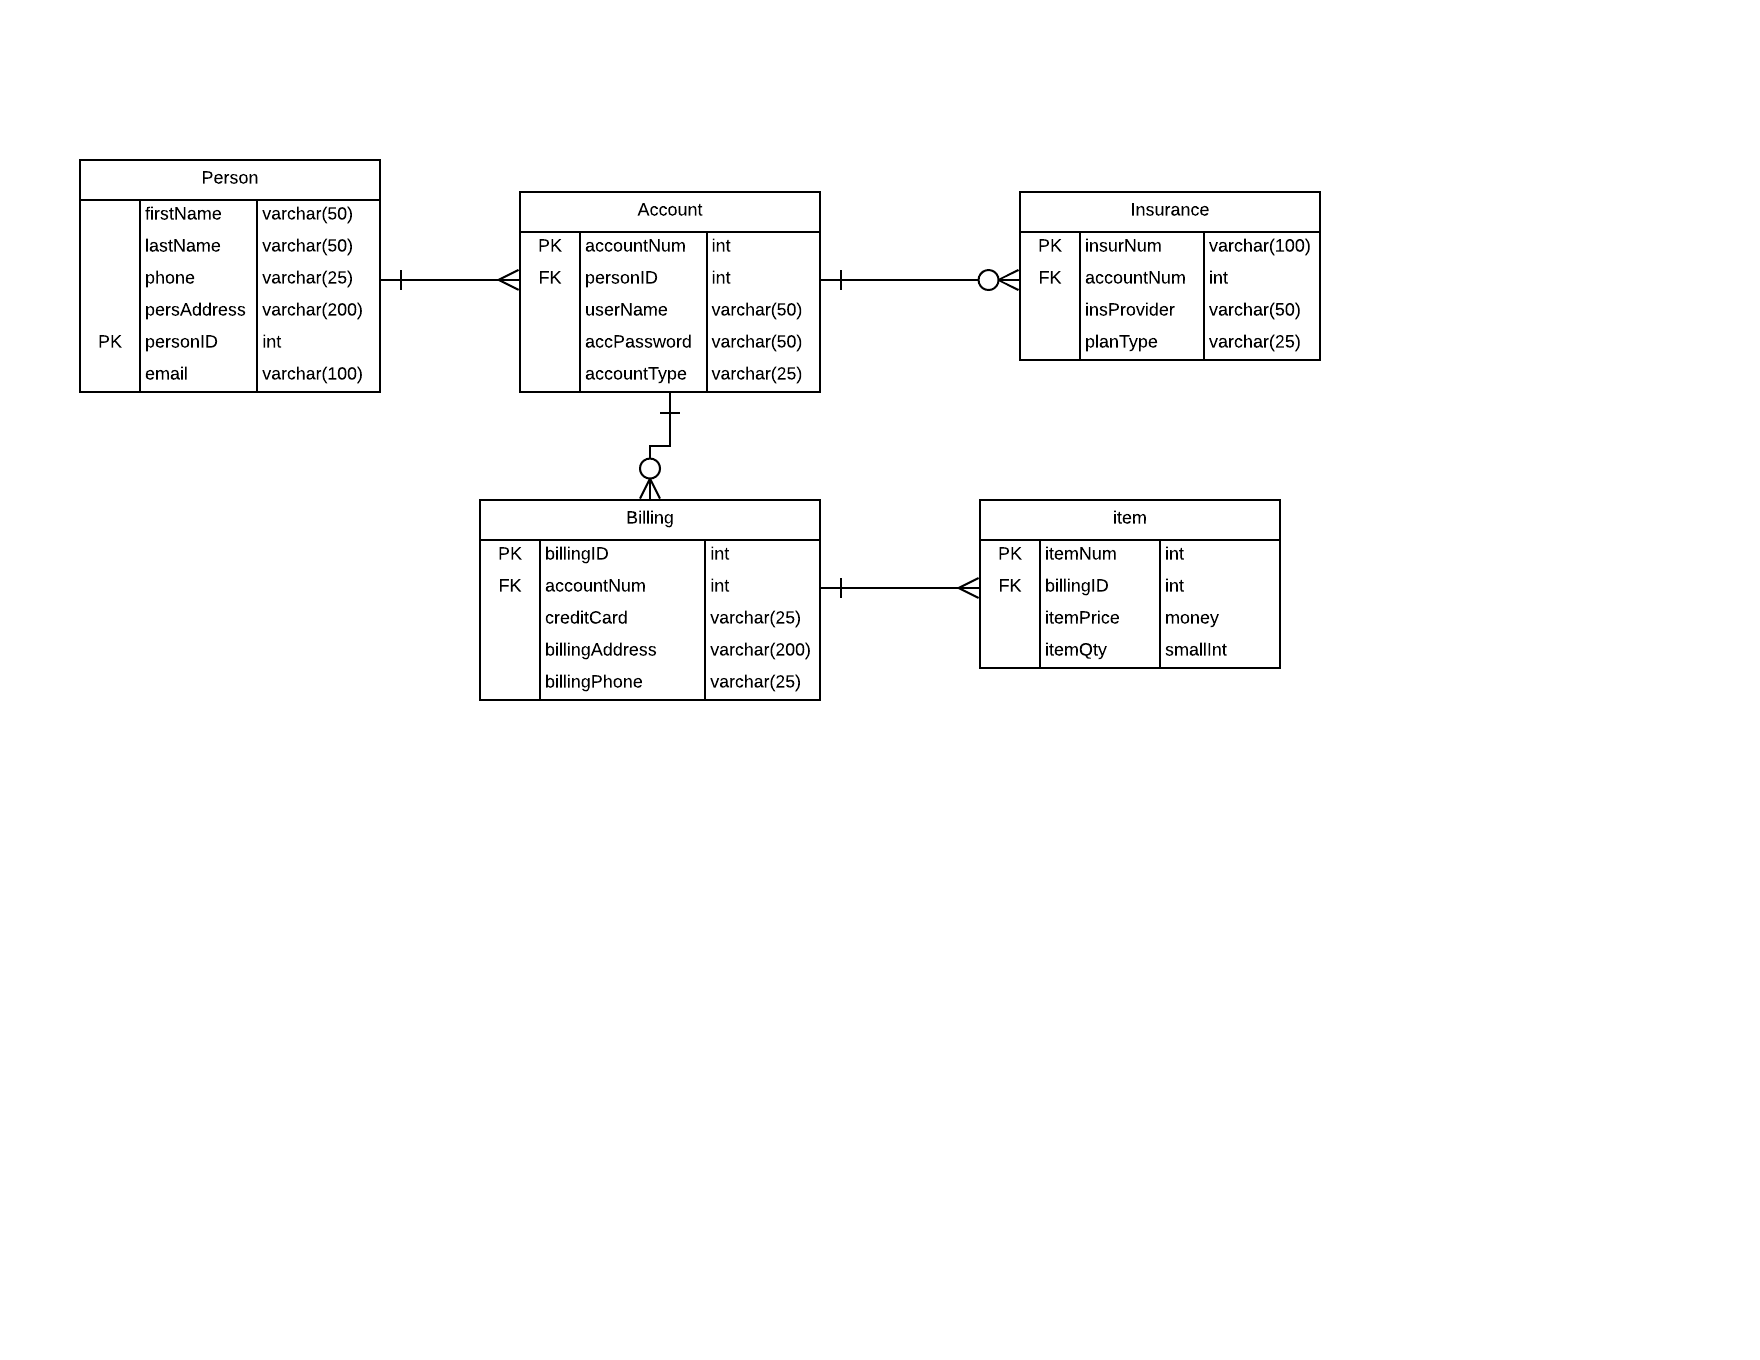 Person
firstName varchar(50)
lastName varchar(50)
phone varchar(25)
persAddress varchar(200)
PK personID int
email varchar(100)
Account
PK accountNum int
FK personID int
userName varchar(50)
accPassword varchar(50)
accountType varchar(25)
Insurance
PK insurNum varchar(100)
FK accountNum int
insProvider varchar(50)
planType varchar(25)
Billing
PK billingID int
FK accountNum int
creditCard varchar(25)
billingAddress varchar(200)
billingPhone varchar(25)
item
PK itemNum int
FK billingID int
itemPrice money
itemQty smallInt